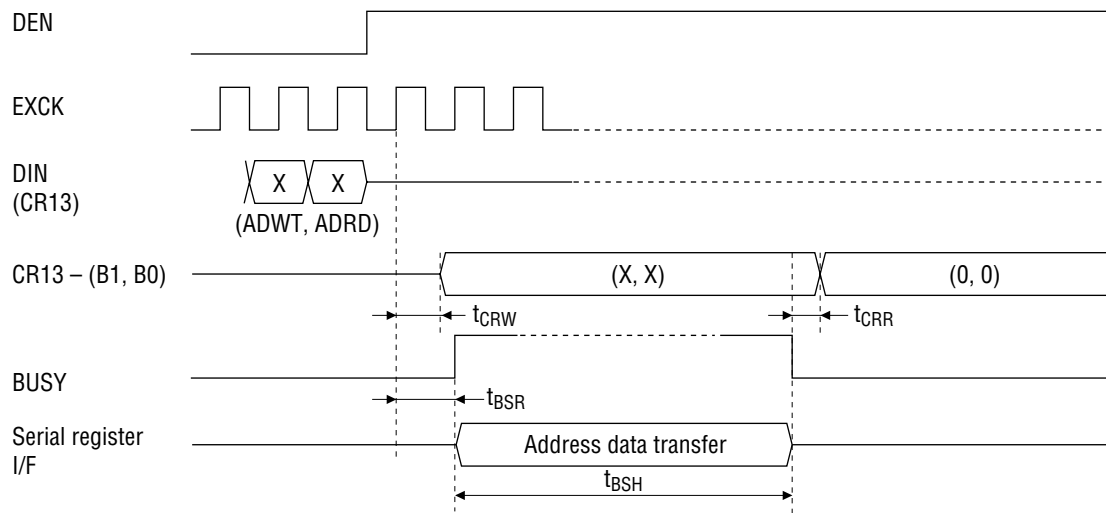 DEN
EXCK
DIN
(CR13)
X X
(ADWT, ADRD)
CR13 – (B1, B0)
(X, X) (0, 0)
tCRW tCRR
BUSY
tBSR
Serial register
I/F
Address data transfer
tBSH